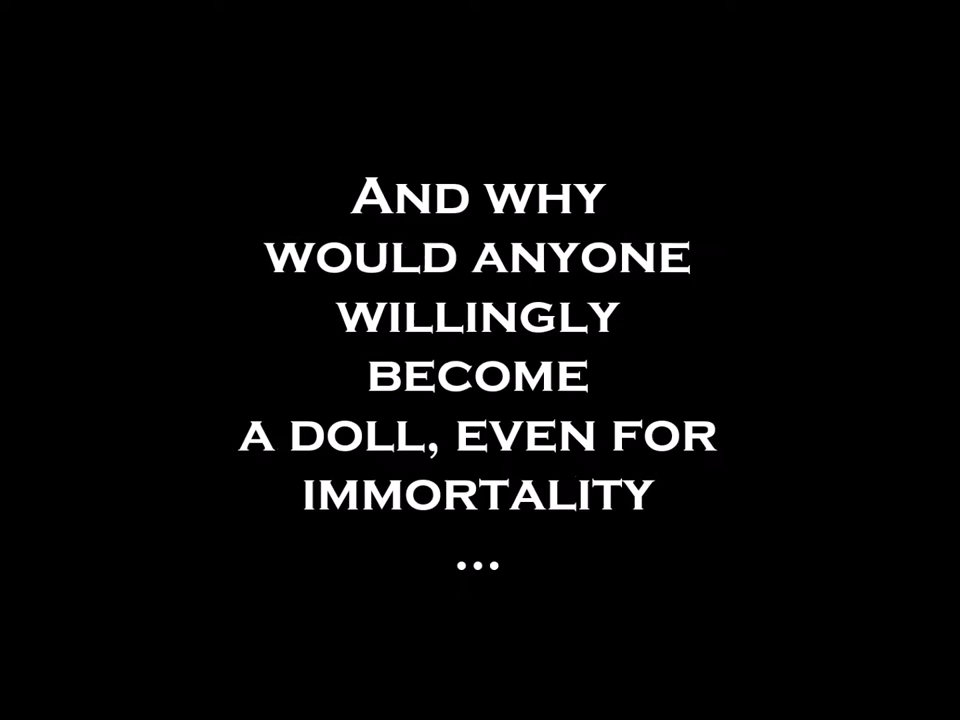 And why
would anyone
willingly
become
a doll, even for
immortality
...